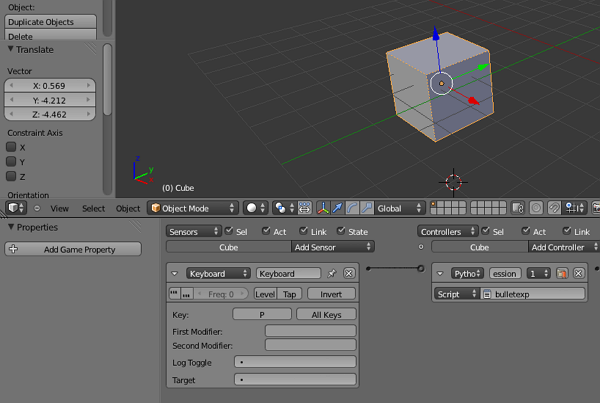 Object:
Duplicate Objects
Delete
Translate
Vector
X: 0.569
Y: -4.212
Z: -4.462
Constraint Axis
X
Y
Z
Orientation
z
y
(0) Cube
View Select Object Object Mode Global
Properties
Add Game Property
Sensors Sel Act Link State
Cube Add Sensor
Keyboard Keyboard
Freq: 0 Level Tap Invert
Key: P All Keys
First Modifier:
Second Modifier:
Log Toggle
Target
Controllers Sel Act Link
Cube Add Controller
Pytho ession 1
Script bulletexp